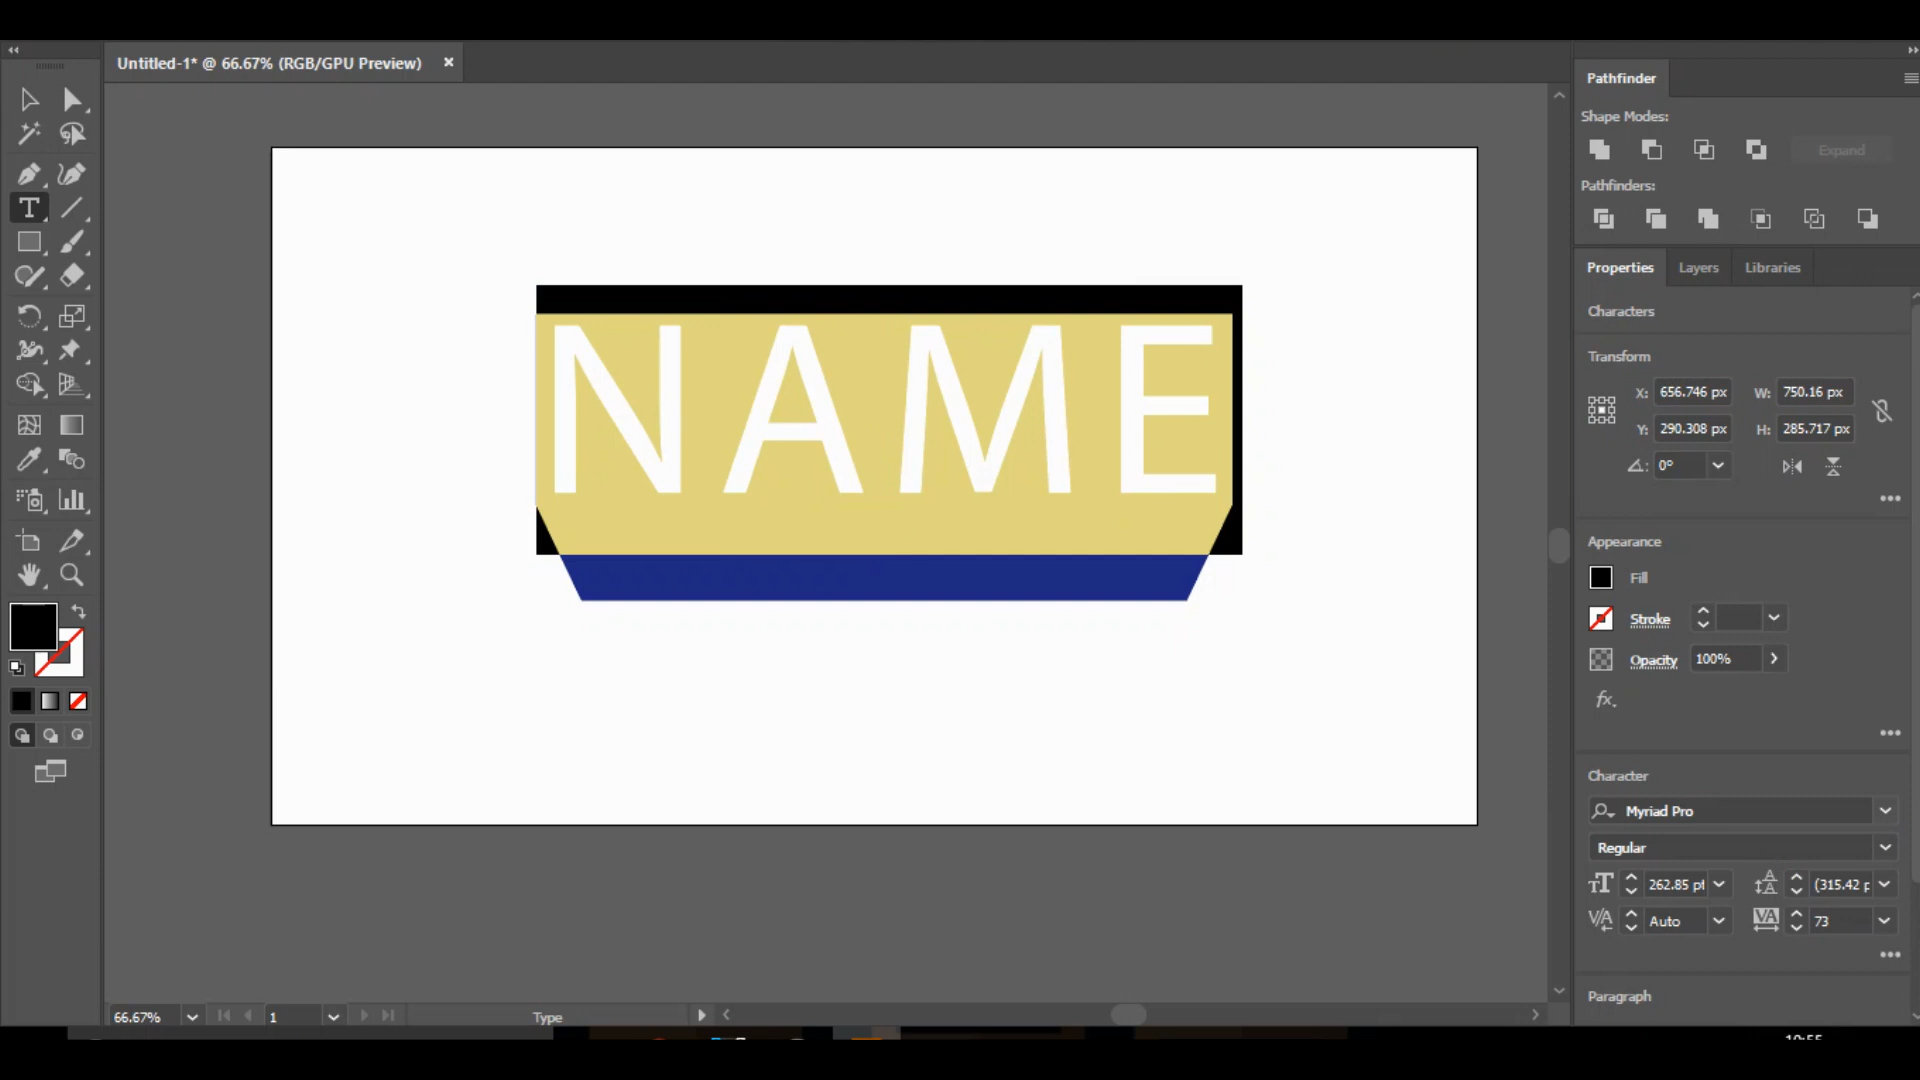 Untitled-1* @ 66.67% (RGB/GPU Preview)
Pathfinder
Shape Modes:
Expand
Pathfinders:
Properties Layers Libraries
Characters
Transform
X: 656.746 px W: 750.16 px
Y: 290.308 px H: 285.717 px
0°
NAME
Appearance
Fill
Stroke
Opacity 100%
fx.
Character
Myriad Pro
Regular
262.85 pt (315.42 p
Auto 73
Paragraph
66.67% 1 Type